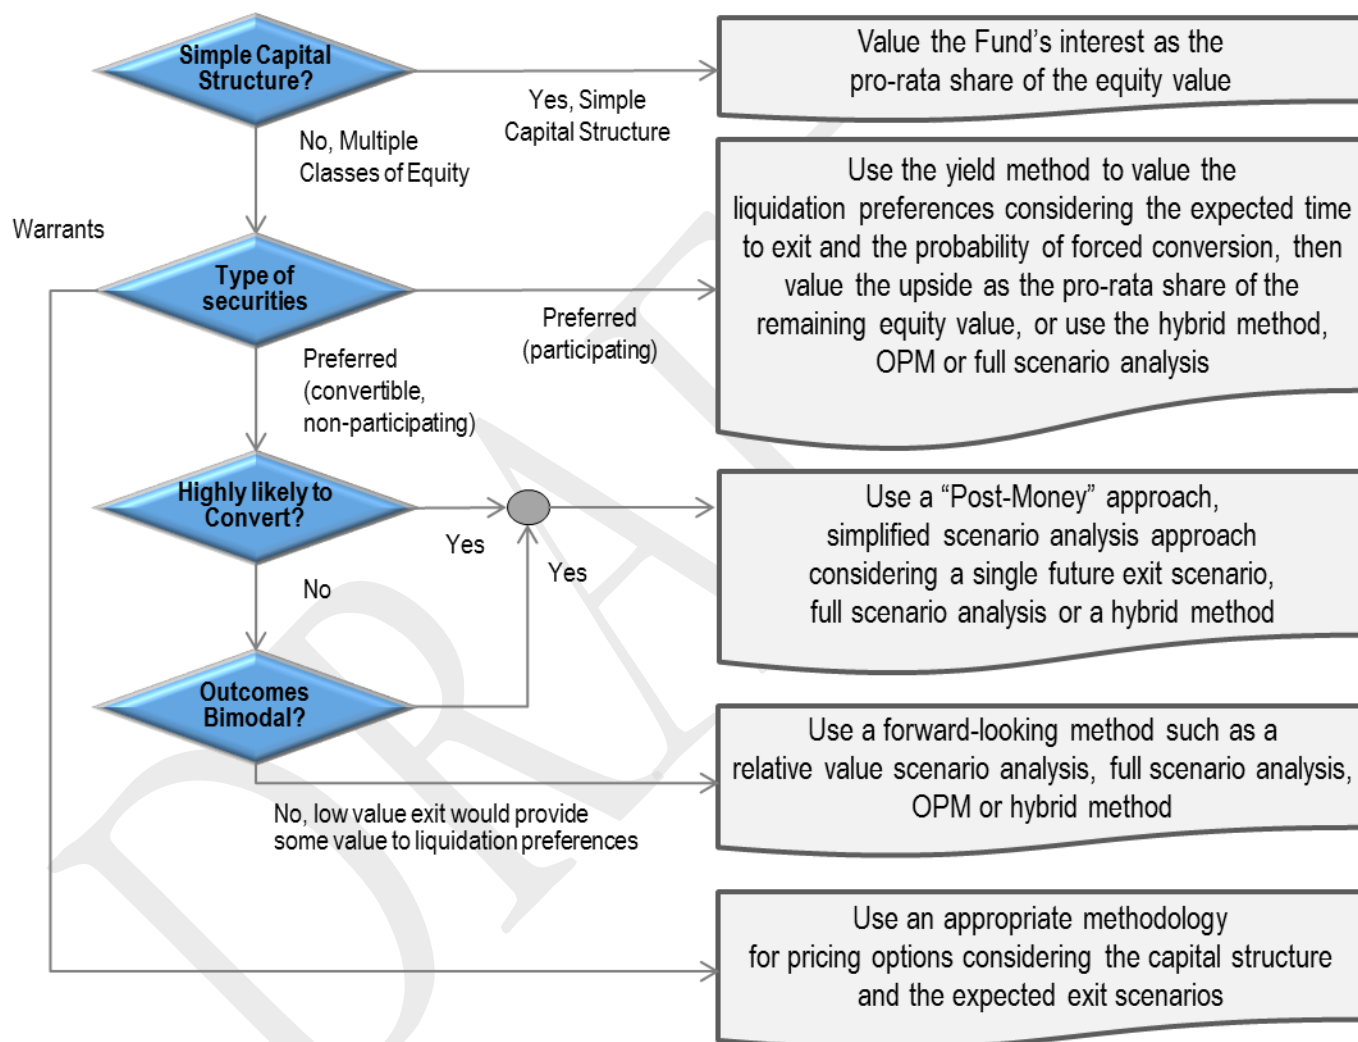 Simple Capital
Structure?
Yes, Simple
Capital Structure
Value the Fund's interest as the
pro-rata share of the equity value
No, Multiple
Classes of Equity
Warrants
Type of
securities
Preferred
(participating)
Use the yield method to value the
liquidation preferences considering the expected time
to exit and the probability of forced conversion, then
value the upside as the pro-rata share of the
remaining equity value, or use the hybrid method,
OPM or full scenario analysis
Preferred
(convertible,
non-participating)
Highly likely to
Convert?
Yes
Yes
No
Use a “Post-Money” approach,
simplified scenario analysis approach
considering a single future exit scenario,
full scenario analysis or a hybrid method
Outcomes
Bimodal?
No, low value exit would provide
some value to liquidation preferences
Use a forward-looking method such as a
relative value scenario analysis, full scenario analysis,
OPM or hybrid method
Use an appropriate methodology
for pricing options considering the capital structure
and the expected exit scenarios
DRAFT